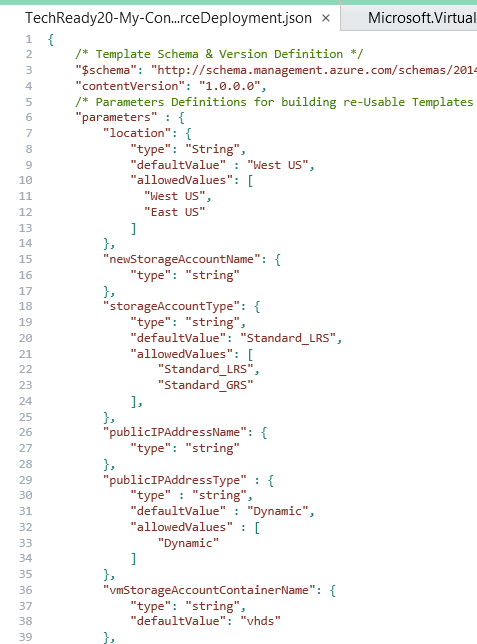 TechReady20-My-Con...rceDeployment.json × Microsoft.Virtual
1 {
2 /* Template Schema & Version Definition */
3 "$schema": "http://schema.management.azure.com/schemas/2014
4 "contentVersion": "1.0.0.0",
5 /* Parameters Definitions for building re-Usable Templates
6 "parameters" : {
7 "location": {
8 "type": "String",
9 "defaultValue" : "West US",
10 "allowedValues": [
11 "West US",
12 "East US"
13 ]
14 },
15 "newStorageAccountName": {
16 "type": "string"
17 },
18 "storageAccountType": {
19 "type": "string",
20 "defaultValue": "Standard_LRS",
21 "allowedValues": [
22 "Standard_LRS",
23 "Standard_GRS"
24 ],
25 },
26 "publicIPAddressName": {
27 "type": "string"
28 },
29 "publicIPAddressType" : {
30 "type" : "string",
31 "defaultValue" : "Dynamic",
32 "allowedValues" : [
33 "Dynamic"
34 ]
35 },
36 "vmStorageAccountContainerName": {
37 "type": "string",
38 "defaultValue": "vhds"
39 },